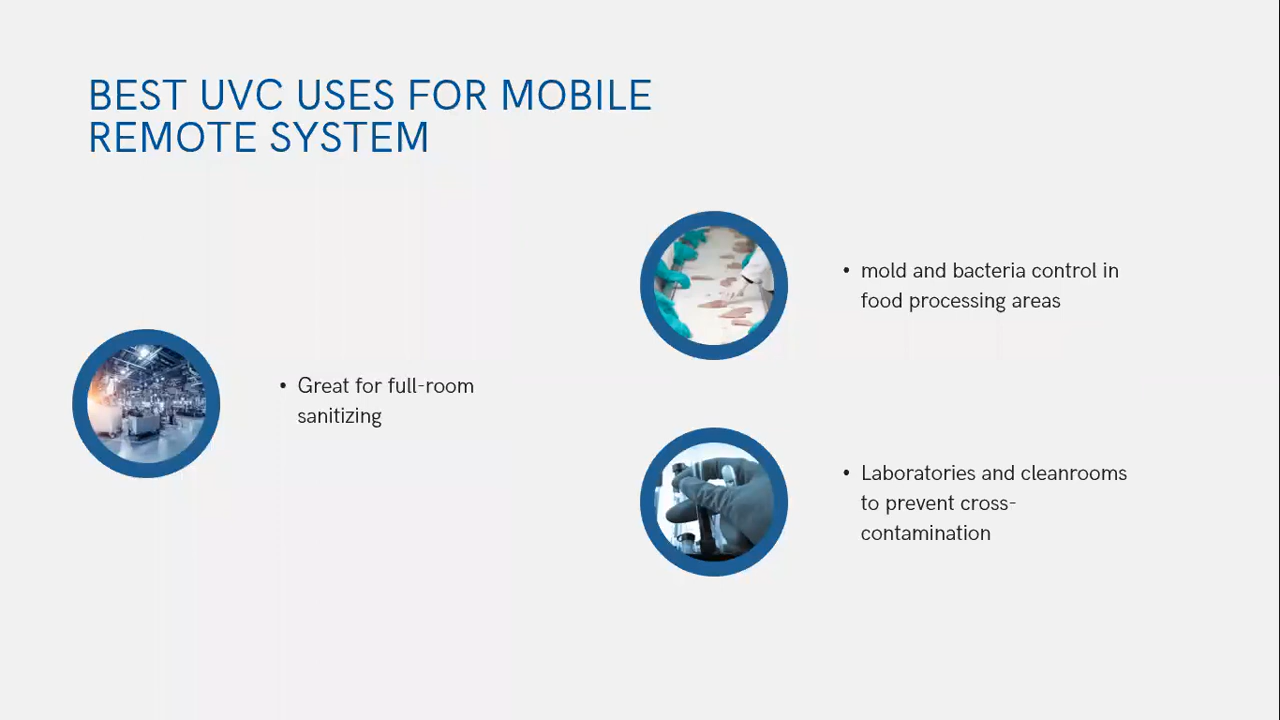 BEST UVC USES FOR MOBILE
REMOTE SYSTEM
• Great for full-room
sanitizing
• mold and bacteria control in
food processing areas
• Laboratories and cleanrooms
to prevent cross-
contamination